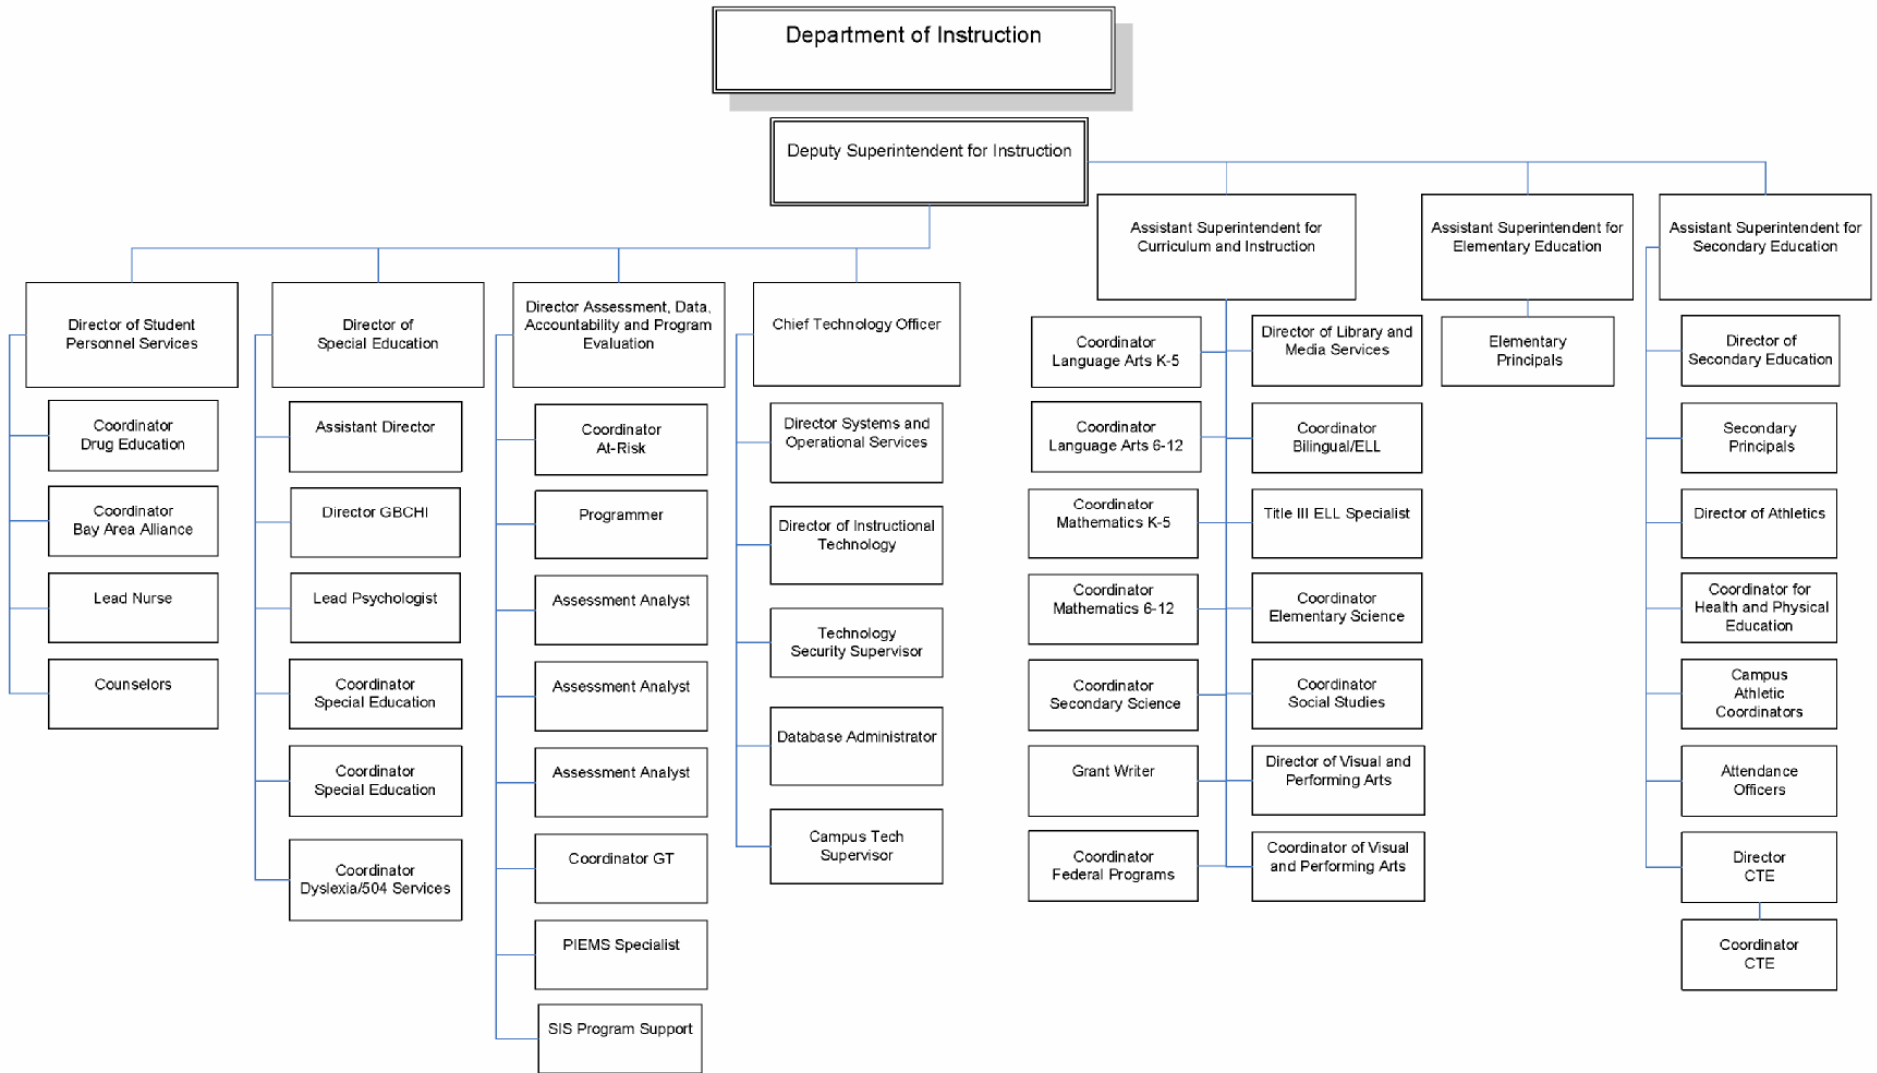 Department of Instruction
Deputy Superintendent for Instruction
Assistant Superintendent for
Curriculum and Instruction
Assistant Superintendent for
Elementary Education
Assistant Superintendent for
Secondary Education
Director of Student
Personnel Services
Director of
Special Education
Director Assessment, Data,
Accountability and Program
Evaluation
Chief Technology Officer
Coordinator
Drug Education
Coordinator
Bay Area Alliance
Lead Nurse
Counselors
Assistant Director
Director GBCHI
Lead Psychologist
Coordinator
Special Education
Coordinator
Special Education
Coordinator
Dyslexia/504 Services
Coordinator
At-Risk
Programmer
Assessment Analyst
Assessment Analyst
Assessment Analyst
Coordinator GT
PIEMS Specialist
SIS Program Support
Director Systems and
Operational Services
Director of Instructional
Technology
Technology
Security Supervisor
Database Administrator
Campus Tech
Supervisor
Coordinator
Language Arts K-5
Coordinator
Language Arts 6-12
Coordinator
Mathematics K-5
Coordinator
Mathematics 6-12
Coordinator
Secondary Science
Grant Writer
Coordinator
Federal Programs
Director of Library and
Media Services
Coordinator
Bilingual/ELL
Title III ELL Specialist
Coordinator
Elementary Science
Coordinator
Social Studies
Director of Visual and
Performing Arts
Coordinator of Visual
and Performing Arts
Elementary
Principals
Director of
Secondary Education
Secondary
Principals
Director of Athletics
Coordinator for
Health and Physical
Education
Campus
Athletic
Coordinators
Attendance
Officers
Director
CTE
Coordinator
CTE